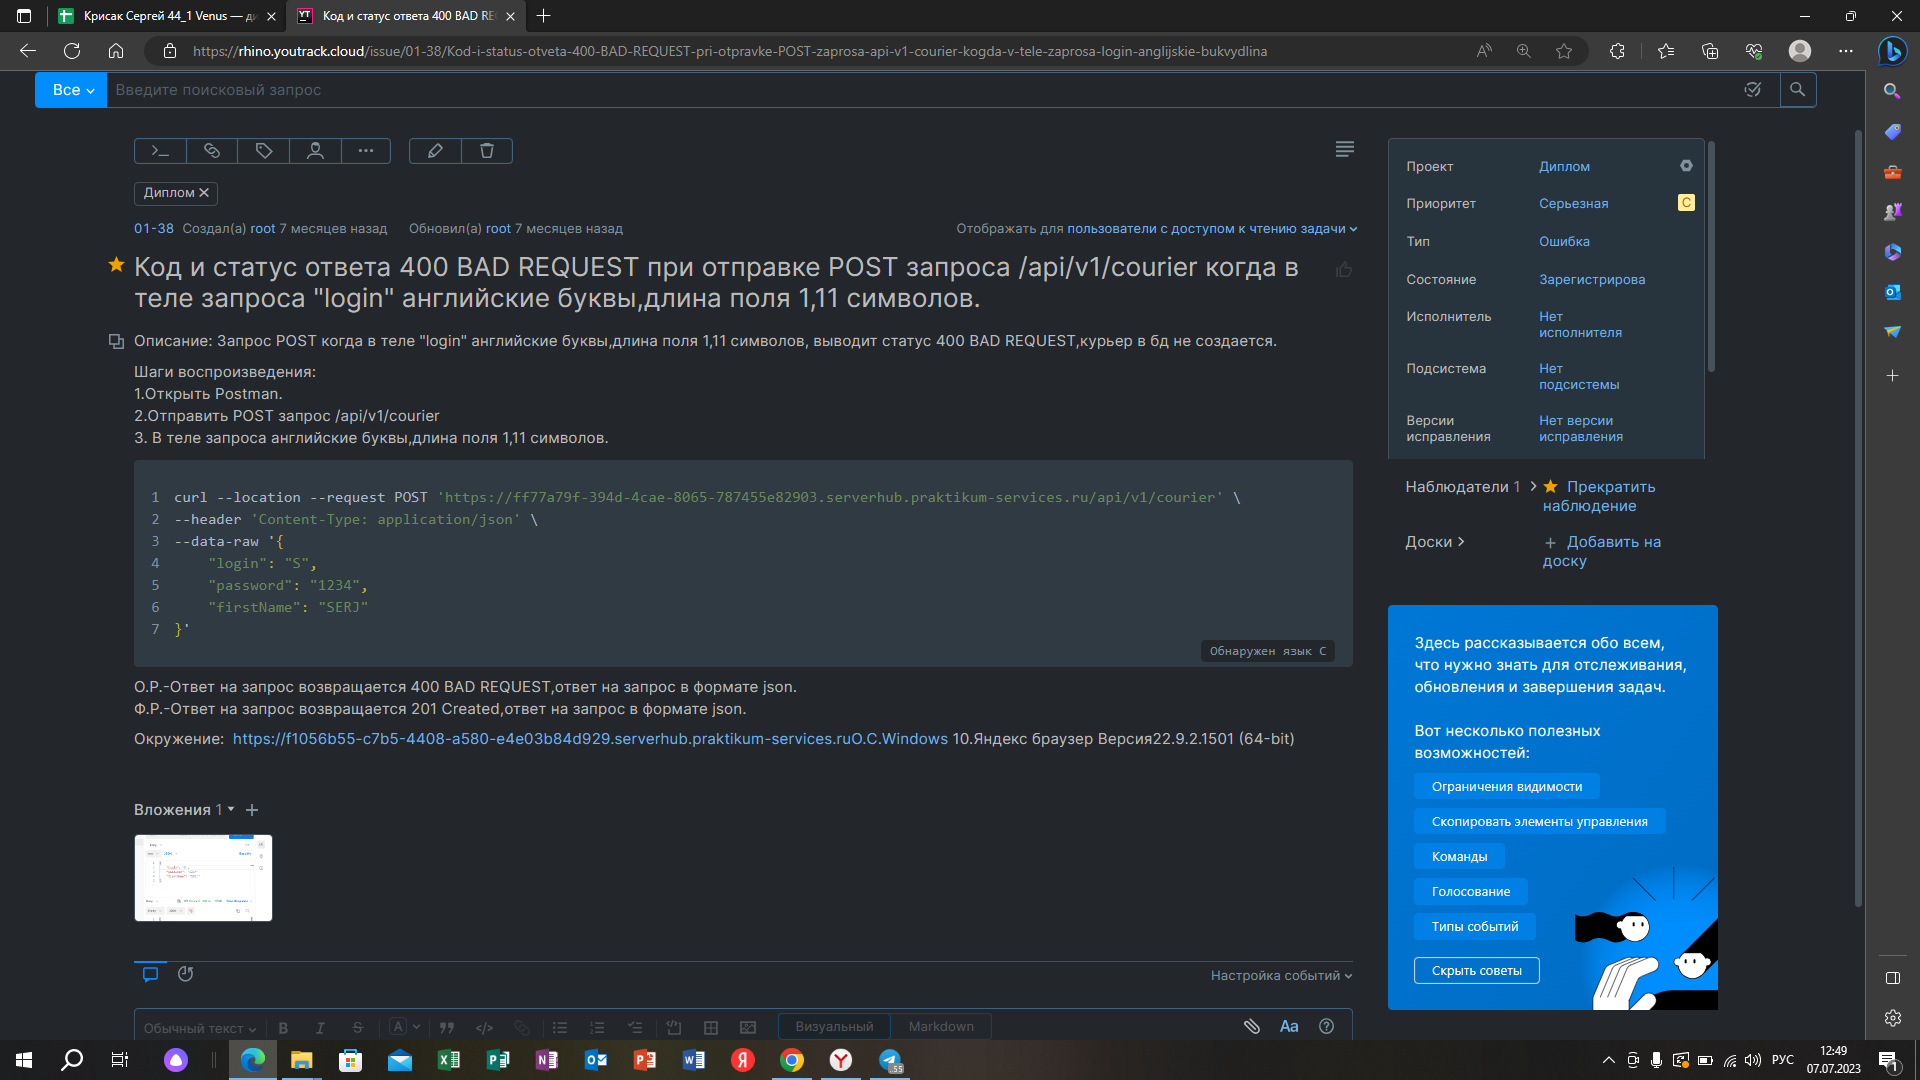 Крисак Сергей 44_1 Venus — ди
Код и статус ответа 400 BAD RE
https://rhino.youtrack.cloud/issue/01-38/Kod-i-status-otveta-400-BAD-REQUEST-pri-otpravke-POST-zaprosa-api-v1-courier-kogda-v-tele-zaprosa-login-anglijskie-bukvydlina
Все
Введите поисковый запрос
Диплом
01-38 Создал(а) root 7 месяцев назад Обновил(а) root 7 месяцев назад
Отображать для пользователи с доступом к чтению задачи
Код и статус ответа 400 BAD REQUEST при отправке POST запроса /api/v1/courier когда в
теле запроса "login" английские буквы,длина поля 1,11 символов.
Описание: Запрос POST когда в теле "login" английские буквы,длина поля 1,11 символов, выводит статус 400 BAD REQUEST,курьер в бд не создается.
Шаги воспроизведения:
1.Открыть Postman.
2.Отправить POST запрос /api/v1/courier
3. В теле запроса английские буквы,длина поля 1,11 символов.
1 curl --location --request POST 'https://ff77a79f-394d-4cae-8065-787455e82903.serverhub.praktikum-services.ru/api/v1/courier' \
2 --header 'Content-Type: application/json' \
3 --data-raw '{
4 "login": "S",
5 "password": "1234",
6 "firstName": "SERJ"
7 }'
Обнаружен язык C
О.Р.-Ответ на запрос возвращается 400 BAD REQUEST,ответ на запрос в формате json.
Ф.Р.-Ответ на запрос возвращается 201 Created,ответ на запрос в формате json.
Окружение: https://f1056b55-c7b5-4408-a580-e4e03b84d929.serverhub.praktikum-services.ruО.С.Windows 10.Яндекс браузер Версия22.9.2.1501 (64-bit)
Вложения 1
Настройка событий
Обычный текст
Визуальный
Markdown
Проект Диплом
Приоритет Серьезная С
Тип Ошибка
Состояние Зарегистрирова
Исполнитель Нет
исполнителя
Подсистема Нет
подсистемы
Версии Нет версии
исправления исправления
Наблюдатели 1 Прекратить
наблюдение
Доски Добавить на
доску
Здесь рассказывается обо всем,
что нужно знать для отслеживания,
обновления и завершения задач.
Вот несколько полезных
возможностей:
Ограничения видимости
Скопировать элементы управления
Команды
Голосование
Типы событий
Скрыть советы
РУС
12:49
07.07.2023